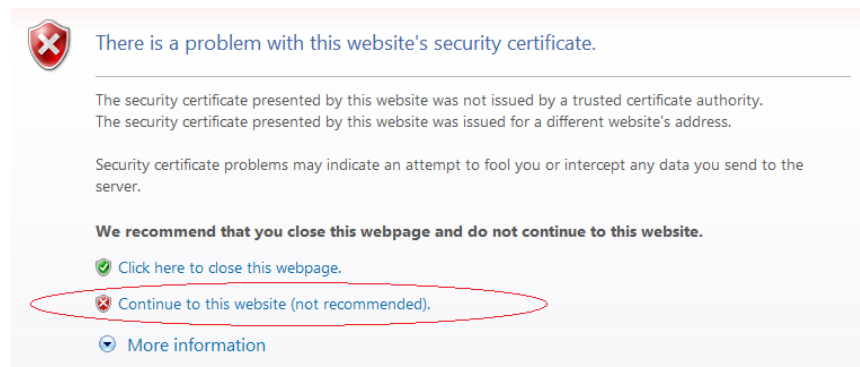 There is a problem with this website's security certificate.
The security certificate presented by this website was not issued by a trusted certificate authority.
The security certificate presented by this website was issued for a different website's address.
Security certificate problems may indicate an attempt to fool you or intercept any data you send to the
server.
We recommend that you close this webpage and do not continue to this website.
Click here to close this webpage.
Continue to this website (not recommended).
More information